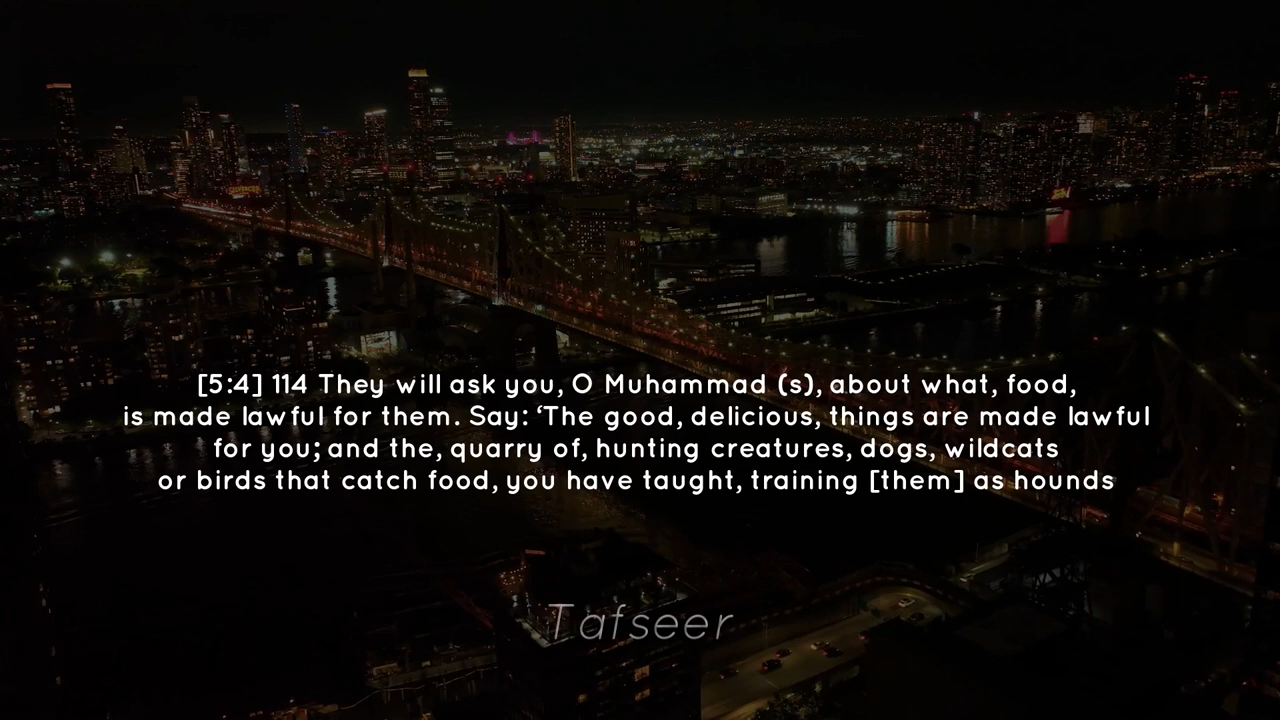 [5:4] 114 They will ask you, O Muhammad (s), about what, food,
is made lawful for them. Say: ‘The good, delicious, things are made lawful
for you; and the, quarry of, hunting creatures, dogs, wildcats
or birds that catch food, you have taught, training [them] as hounds
Tafseer